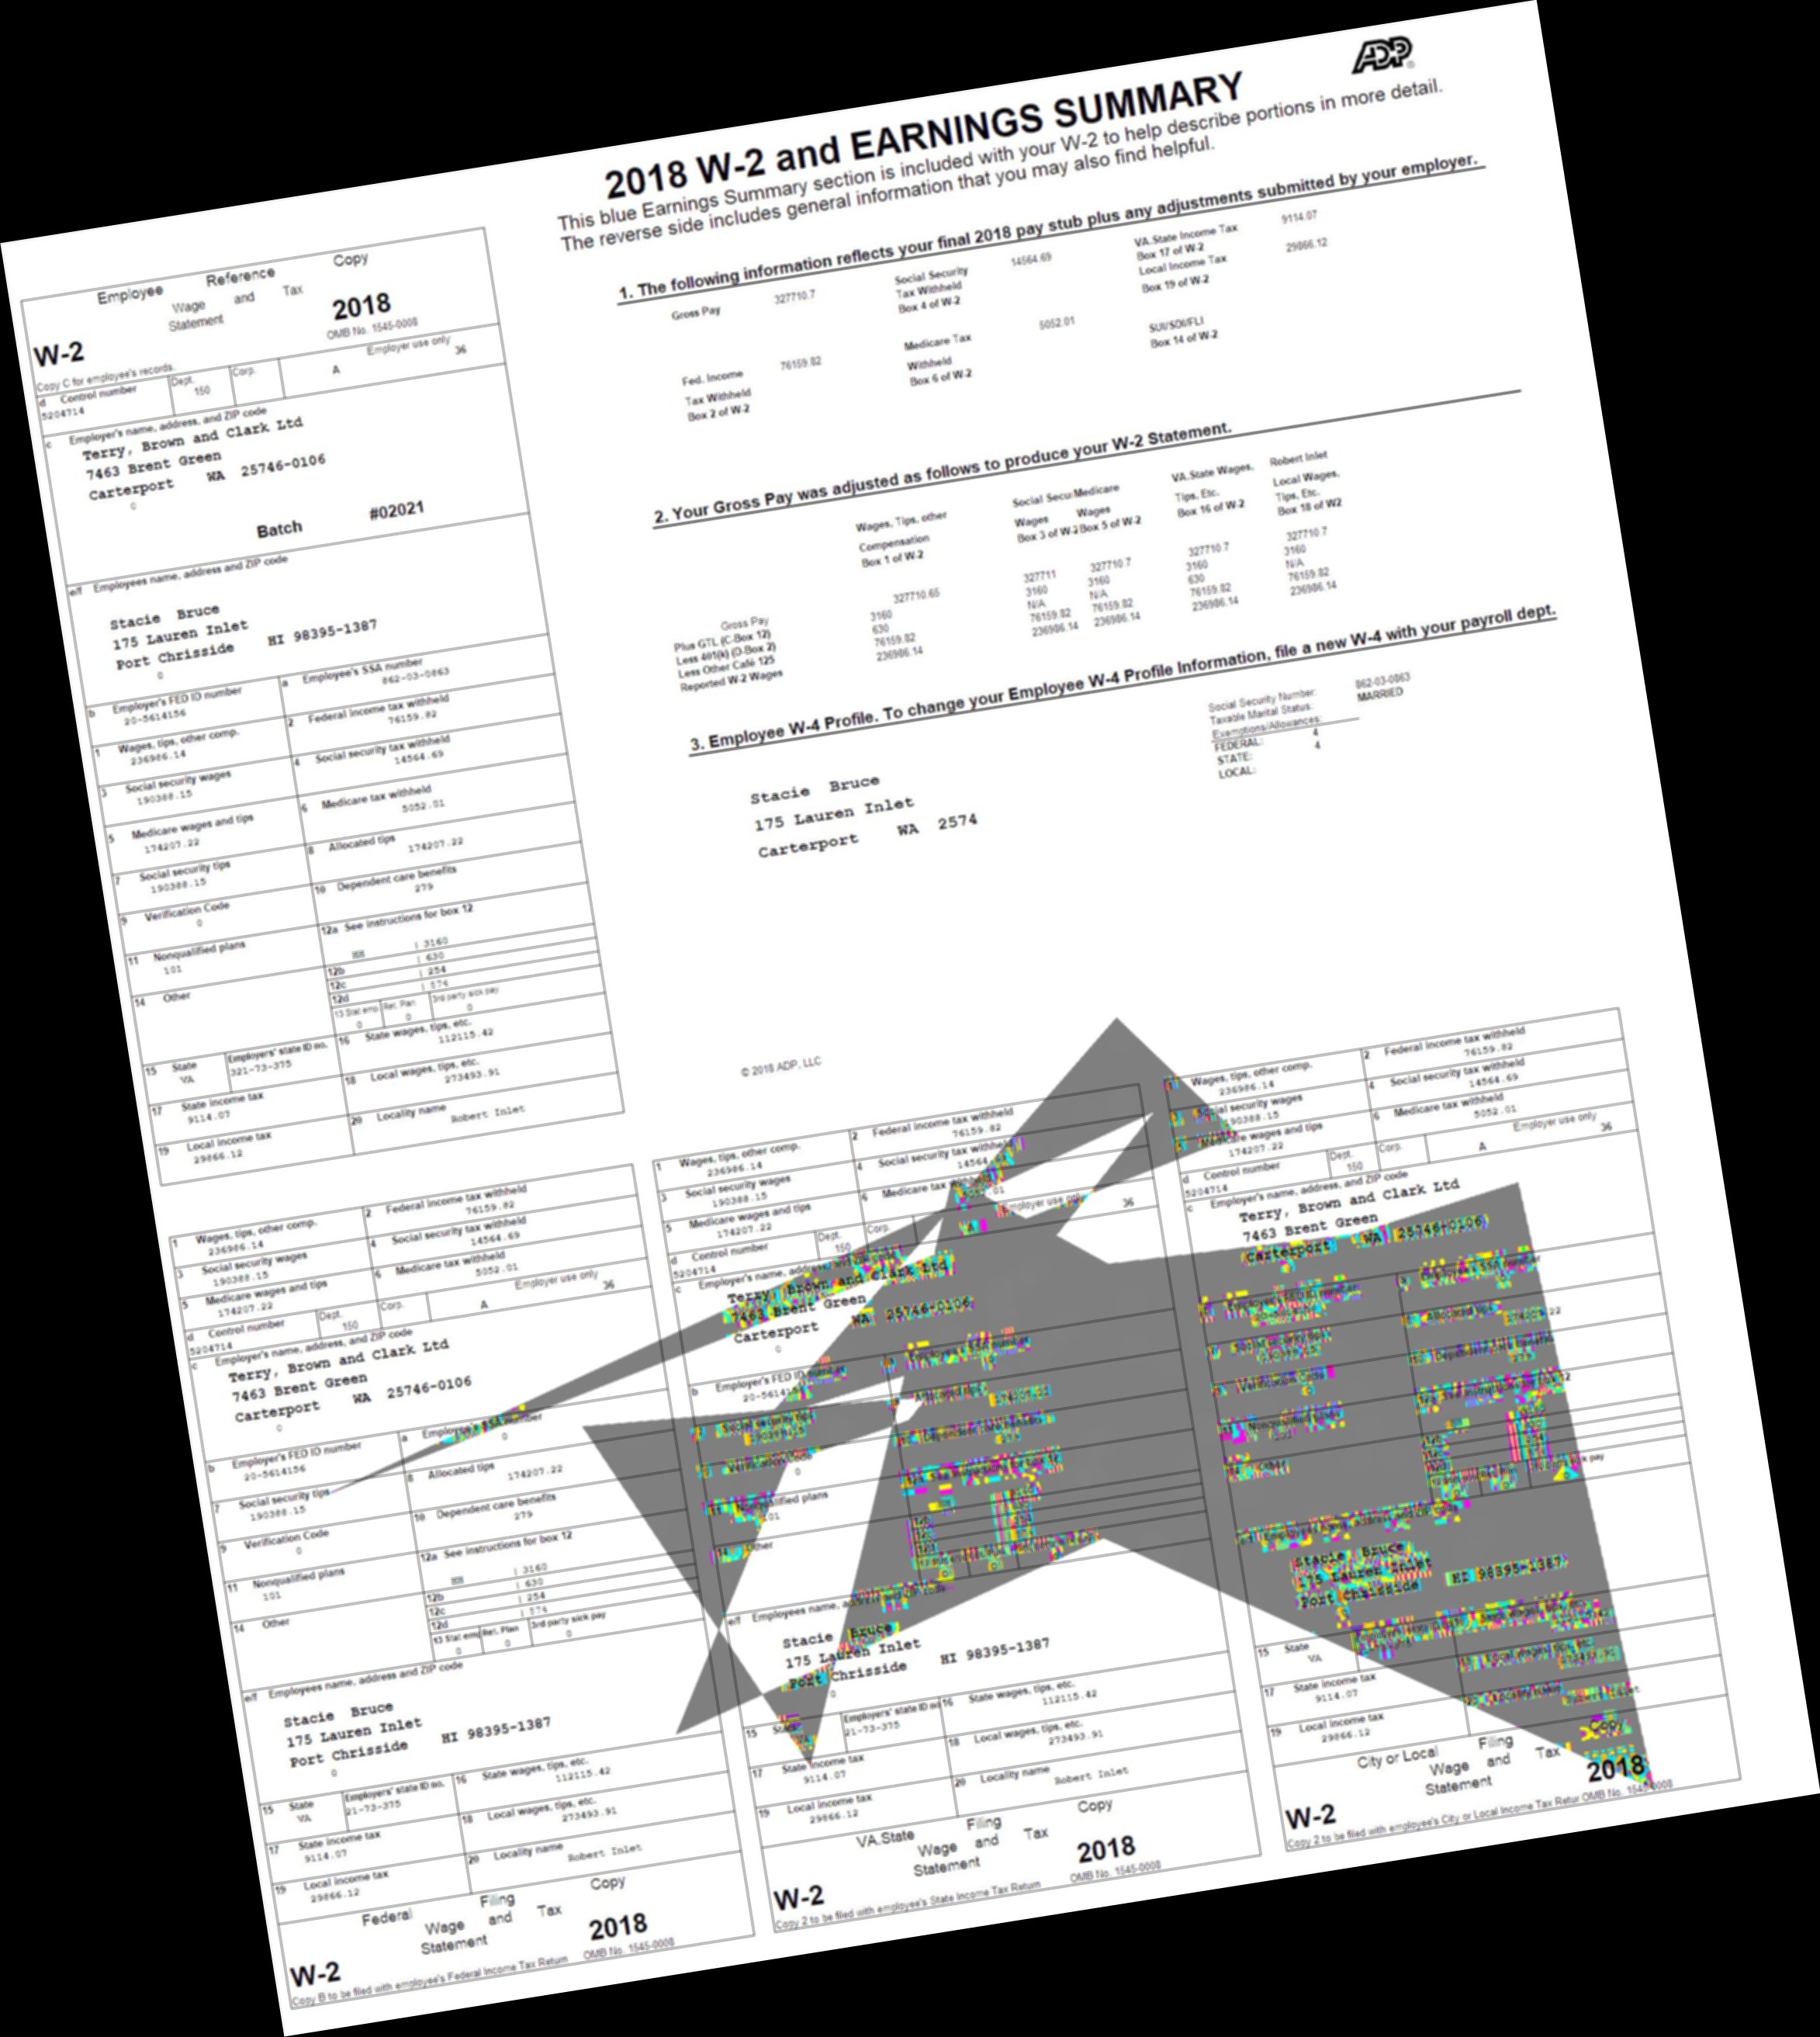 ADP
2018 W-2 and EARNINGS SUMMARY
This blue Earnings Summary section is included with your W-2 to help describe portions in more detail.
The reverse side includes general information that you may also find helpful.
Employee Reference Copy
Wage and Tax
Statement
W-2 2018
OMB No. 1545-0008
Copy C for employee's records.
d Control number Dept. Corp. Employer use only
5204714 150 A 36
c Employer's name, address, and ZIP code
Terry, Brown and Clark Ltd
7463 Brent Green
Carterport WA 25746-0106
0
Batch #02021
e/f Employees name, address and ZIP code
Stacie Bruce
175 Lauren Inlet
Port Chrisside HI 98395-1387
0
b Employer's FED ID number a Employee's SSA number
20-5614156 862-03-0863
1 Wages, tips, other comp. 2 Federal income tax withheld
236986.14 76159.82
3 Social security wages 4 Social security tax withheld
190388.15 14564.69
5 Medicare wages and tips 6 Medicare tax withheld
174207.22 5052.01
7 Social security tips 8 Allocated tips
190388.15 174207.22
9 Verification Code 10 Dependent care benefits
0 279
11 Nonqualified plans 12a See instructions for box 12
101 | 3160
12b | 630
12c | 254
14 Other 12d
13 Stat emp. Ret. Plan 3rd party sick pay
0 0 0
15 State Employers' state ID no. 16 State wages, tips, etc.
VA 321-73-375 112115.42
17 State income tax 18 Local wages, tips, etc.
9114.07 273493.91
19 Local income tax 20 Locality name
29866.12 Robert Inlet
1. The following information reflects your final 2018 pay stub plus any adjustments submitted by your employer.
Gross Pay 327710.7 Social Security 14564.69 VA.State Income Tax 9114.07
Tax Withheld Box 17 of W-2
Box 4 of W-2 Local Income Tax 29866.12
Box 19 of W-2
Fed. Income 76159.82 Medicare Tax 5052.01 SUI/SDI/FLI
Tax Withheld Withheld Box 14 of W-2
Box 2 of W-2 Box 6 of W-2
2. Your Gross Pay was adjusted as follows to produce your W-2 Statement.
Wages, Tips, other Social Secu Medicare VA.State Wages, Robert Inlet
Compensation Wages Wages Tips, Etc. Local Wages,
Box 1 of W-2 Box 3 of W-2 Box 5 of W-2 Box 16 of W-2 Tips, Etc.
Box 18 of W2
Gross Pay 327710.65 327711 327710.7 327710.7 327710.7
Plus GTL (C-Box 12) 3160 3160 3160 3160 3160
Less 401(k) (D-Box 2) 630 N/A N/A 630 N/A
Less Other Café 125 76159.82 76159.82 76159.82 76159.82 76159.82
Reported W-2 Wages 236986.14 236986.14 236986.14 236986.14 236986.14
3. Employee W-4 Profile. To change your Employee W-4 Profile Information, file a new W-4 with your payroll dept.
Social Security Number: 862-03-0863
Taxable Marital Status: MARRIED
Exemptions/Allowances:
FEDERAL: 4
STATE: 4
LOCAL:
Stacie Bruce
175 Lauren Inlet
Carterport WA 2574
© 2018 ADP, LLC
1 Wages, tips, other comp. 2 Federal income tax withheld
236986.14 76159.82
3 Social security wages 4 Social security tax withheld
190388.15 14564.69
5 Medicare wages and tips 6 Medicare tax withheld
174207.22 5052.01
d Control number Dept. Corp. Employer use only
5204714 150 A 36
c Employer's name, address, and ZIP code
Terry, Brown and Clark Ltd
7463 Brent Green
Carterport WA 25746-0106
0
b Employer's FED ID number a Employee's SSA number
20-5614156 0
7 Social security tips 8 Allocated tips
190388.15 174207.22
9 Verification Code 10 Dependent care benefits
0 279
11 Nonqualified plans 12a See instructions for box 12
101 | 3160
12b | 630
12c | 254
14 Other 12d
13 Stat emp. Ret. Plan 3rd party sick pay
0 0 0
e/f Employees name, address and ZIP code
Stacie Bruce
175 Lauren Inlet
Port Chrisside HI 98395-1387
0
15 State Employers' state ID no. 16 State wages, tips, etc.
VA 21-73-375 112115.42
17 State income tax 18 Local wages, tips, etc.
9114.07 273493.91
19 Local income tax 20 Locality name
29866.12 Robert Inlet
Federal Filing Copy
Wage and Tax
Statement
W-2 2018
OMB No. 1545-0008
Copy B to be filed with employee's Federal Income Tax Return
1 Wages, tips, other comp. 2 Federal income tax withheld
236986.14 76159.82
3 Social security wages 4 Social security tax withheld
190388.15 14564
5 Medicare wages and tips 6 Medicare tax
174207.22
d Control number Dept. Corp. Employer use only
5204714 150 A 36
c Employer's name, address,
Terry, Brown and Clark Ltd
7463 Brent Green
Carterport WA 25746-0106
0
b Employer's FED ID number
7 Social security tips
Verification Code
0
Nonqualified plans
101
14 Other
e/f Employees name,
Stacie Bruce
175 Lauren Inlet
Port Chrisside HI 98395-1387
0
15 Employers' state ID no. 16 State wages, tips, etc.
21-73-375 112115.42
17 State income tax 18 Local wages, tips, etc.
9114.07 273493.91
19 Local income tax 20 Locality name
29866.12 Robert Inlet
VA.State Filing Copy
Wage and Tax
Statement
W-2 2018
OMB No. 1545-0008
Copy 2 to be filed with employee's State Income Tax Return
Wages, tips, other comp. 2 Federal income tax withheld
236986.14 76159.82
Social security wages 4 Social security tax withheld
190388.15 14564.69
Medicare wages and tips 6 Medicare tax withheld
174207.22 5052.01
d Control number Dept. Corp. Employer use only
5204714 150 A 36
c Employer's name, address, and ZIP code
Terry, Brown and Clark Ltd
7463 Brent Green
Carterport WA 25746-0106
Verification Code
Stacie Bruce
175 Lauren Inlet
Port Chrisside HI 98395-1387
15 State
VA
17 State income tax
9114.07
19 Local income tax
29866.12
City or Local Filing Copy
Wage and Tax
Statement
W-2 2018
Copy 2 to be filed with employee's City or Local Income Tax Retur OMB No. 1545-0008